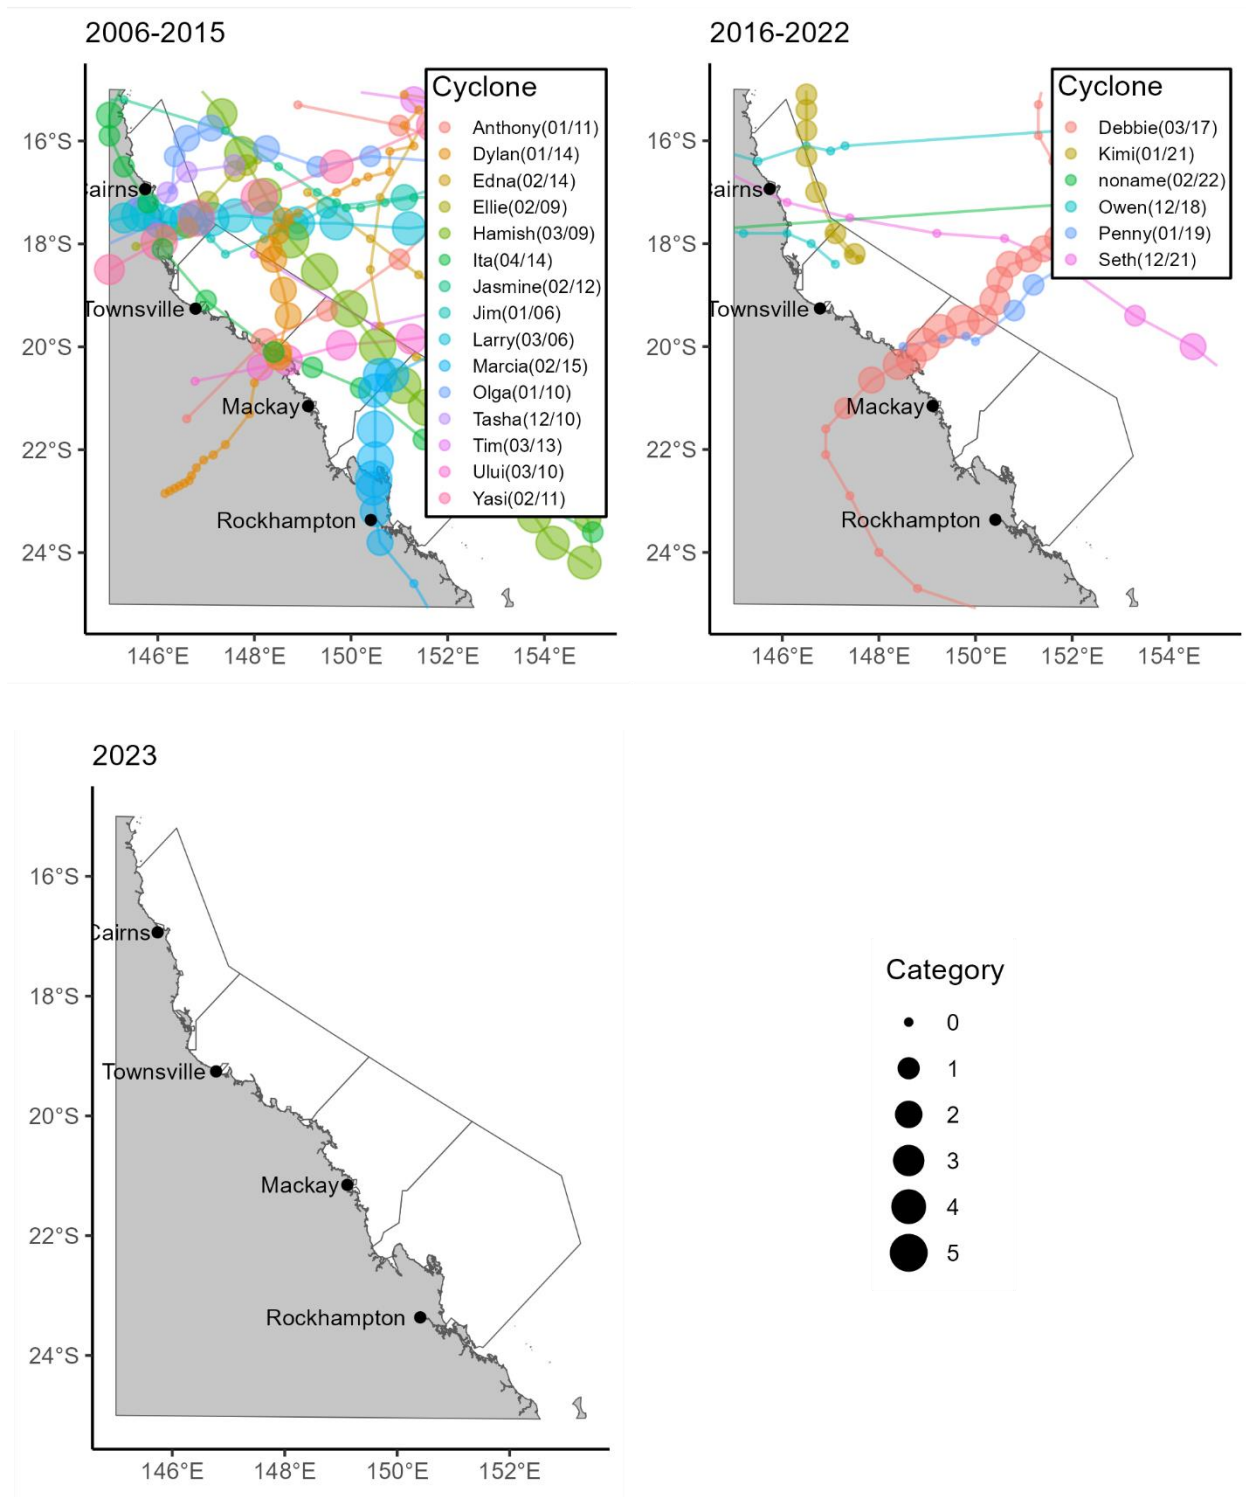 2006-2015
Cyclone
Anthony(01/11)
Dylan(01/14)
Edna(02/14)
Ellie(02/09)
Hamish(03/09)
Ita(04/14)
Jasmine(02/12)
Jim(01/06)
Larry(03/06)
Marcia(02/15)
Olga(01/10)
Tasha(12/10)
Tim(03/13)
Ului(03/10)
Yasi(02/11)
16°S
18°S
20°S
22°S
24°S
airns
Townsville
Mackay
Rockhampton
146°E 148°E 150°E 152°E 154°E
2016-2022
Cyclone
Debbie(03/17)
Kimi(01/21)
noname(02/22)
Owen(12/18)
Penny(01/19)
Seth(12/21)
16°S
18°S
20°S
22°S
24°S
airns
Townsville
Mackay
Rockhampton
146°E 148°E 150°E 152°E 154°E
2023
16°S
18°S
20°S
22°S
24°S
Cairns
Townsville
Mackay
Rockhampton
146°E 148°E 150°E 152°E
Category
0
1
2
3
4
5